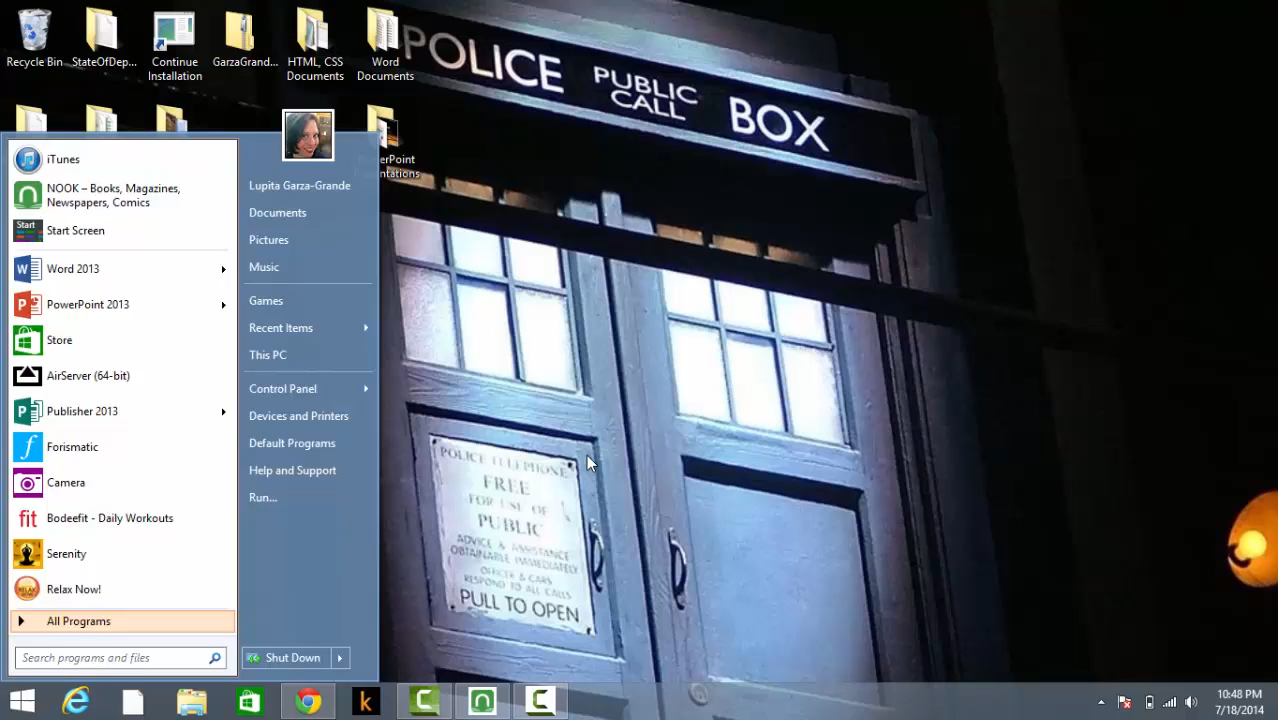 Recycle Bin
StateOfDep...
Continue
Installation
GarzaGrand...
HTML, CSS
Documents
Word
Documents
POLICE PUBLIC CALL BOX
iTunes
NOOK – Books, Magazines,
Newspapers, Comics
Start
Start Screen
Word 2013
PowerPoint 2013
Store
AirServer (64-bit)
Publisher 2013
Forismatic
Camera
fit
Bodeefit - Daily Workouts
Serenity
Relax Now!
All Programs
Search programs and files
Lupita Garza-Grande
Documents
Pictures
Music
Games
Recent Items
This PC
Control Panel
Devices and Printers
Default Programs
Help and Support
Run...
Shut Down
POLICE TELEPHONE
FREE
FOR USE OF
PUBLIC
ADVICE & ASSISTANCE
OBTAINABLE IMMEDIATELY
OFFICER & CARS
RESPOND TO ALL CALLS
PULL TO OPEN
10:48 PM
7/18/2014